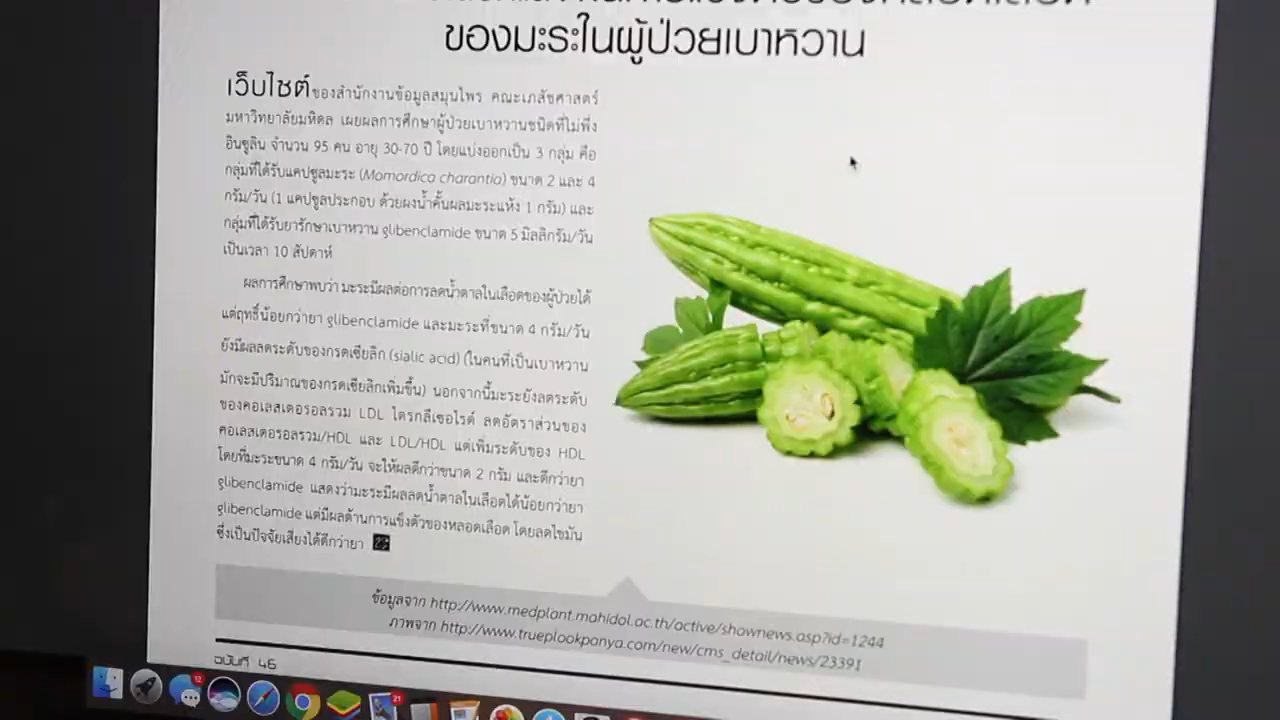 ของมะระในผู้ป่วยเบาหวาน
เว็บไซต์ของสำนักงานข้อมูลสมุนไพร คณะเภสัชศาสตร์
มหาวิทยาลัยมหิดล เผยผลการศึกษาผู้ป่วยเบาหวานชนิดที่ไม่พึ่ง
อินซูลิน จำนวน 95 คน อายุ 30-70 ปี โดยแบ่งออกเป็น 3 กลุ่ม คือ
กลุ่มที่ได้รับแคปซูลมะระ (Momordica charantia) ขนาด 2 และ 4
กรัม/วัน (1 แคปซูลประกอบ ด้วยผงน้ำคั้นผลมะระแห้ง 1 กรัม) และ
กลุ่มที่ได้รับยารักษาเบาหวาน glibenclamide ขนาด 5 มิลลิกรัม/วัน
เป็นเวลา 10 สัปดาห์
ผลการศึกษาพบว่า มะระมีผลต่อการลดน้ำตาลในเลือดของผู้ป่วยได้
แต่ฤทธิ์น้อยกว่ายา glibenclamide และมะระที่ขนาด 4 กรัม/วัน
ยังมีผลลดระดับของกรดเซียลิก (sialic acid) (ในคนที่เป็นเบาหวาน
มักจะมีปริมาณของกรดเซียลิกเพิ่มขึ้น) นอกจากนี้มะระยังลดระดับ
ของคอเลสเตอรอลรวม LDL ไตรกลีเซอไรด์ ลดอัตราส่วนของ
คอเลสเตอรอลรวม/HDL และ LDL/HDL แต่เพิ่มระดับของ HDL
โดยที่มะระขนาด 4 กรัม/วัน จะให้ผลดีกว่าขนาด 2 กรัม และดีกว่ายา
glibenclamide แสดงว่ามะระมีผลลดน้ำตาลในเลือดได้น้อยกว่ายา
glibenclamide แต่มีผลด้านการแข็งตัวของหลอดเลือด โดยลดไขมัน
ซึ่งเป็นปัจจัยเสี่ยงได้ดีกว่ายา
ข้อมูลจาก http://www.medplant.mahidol.ac.th/active/shownews.asp?id=1244
ภาพจาก http://www.trueplookpanya.com/new/cms_detail/news/23391
ฉบับที่ 46
12
21